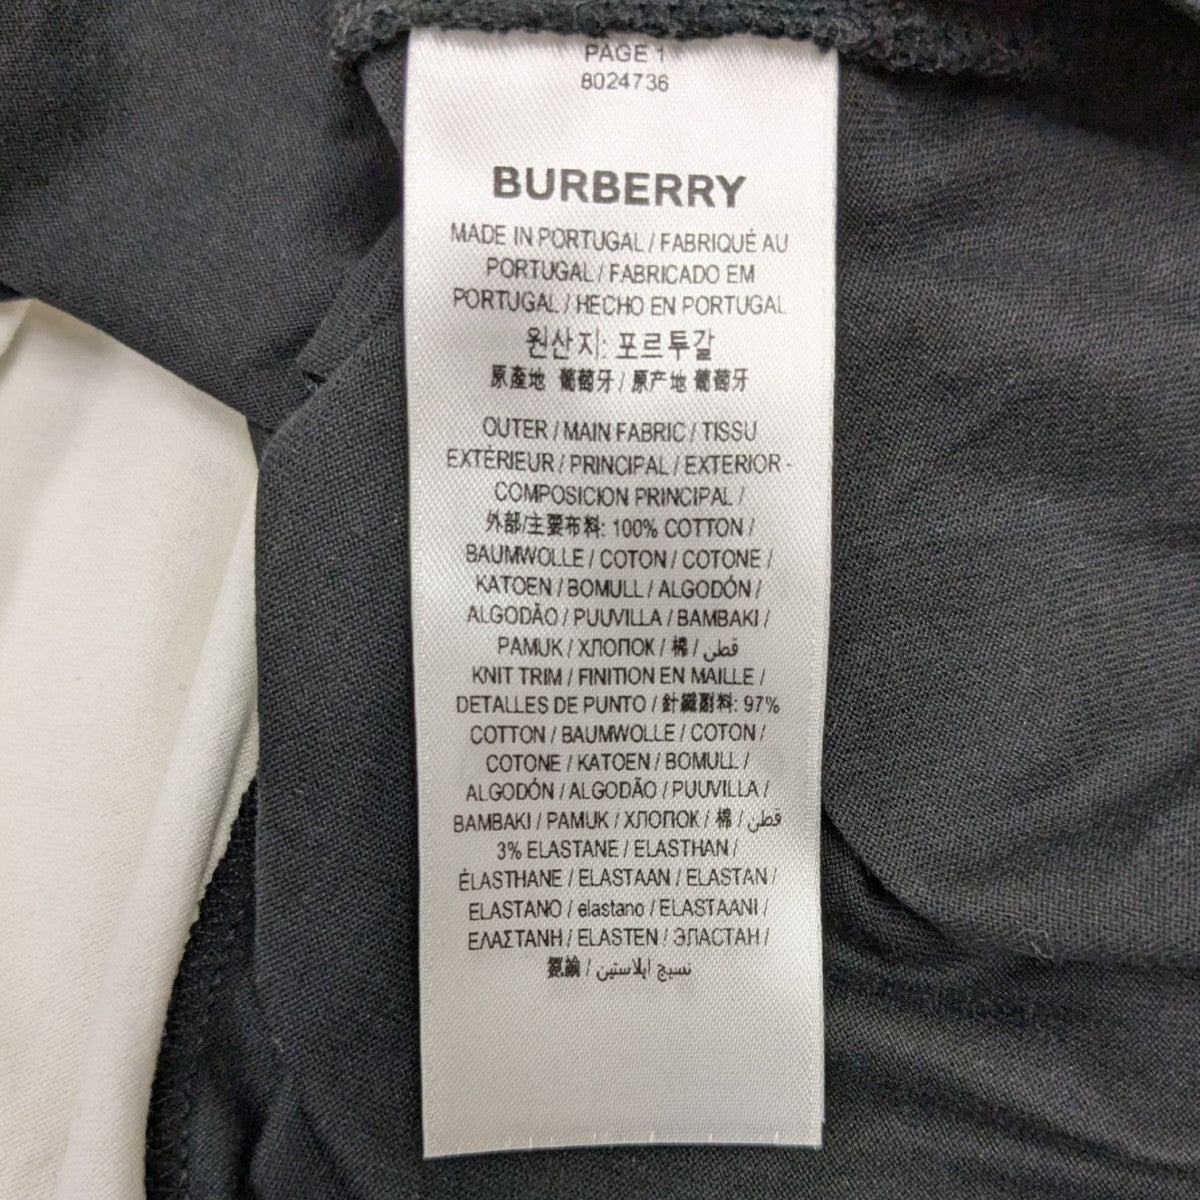 PAGE 1
8024736
BURBERRY
MADE IN PORTUGAL / FABRIQUÉ AU
PORTUGAL / FABRICADO EM
PORTUGAL / HECHO EN PORTUGAL
원산지: 포르투갈
原產地 葡萄牙 / 原产地 葡萄牙
OUTER / MAIN FABRIC / TISSU
EXTÉRIEUR / PRINCIPAL / EXTERIOR -
COMPOSICION PRINCIPAL /
外部/主要布料: 100% COTTON /
BAUMWOLLE / COTON / COTONE /
KATOEN / BOMULL / ALGODÓN /
ALGODÃO / PUUVILLA / BAMBAKI /
PAMUK / ХЛОПОК / 棉 / قطن
KNIT TRIM / FINITION EN MAILLE /
DETALLES DE PUNTO / 針織副料: 97%
COTTON / BAUMWOLLE / COTON /
COTONE / KATOEN / BOMULL /
ALGODÓN / ALGODÃO / PUUVILLA /
BAMBAKI / PAMUK / ХЛОПОК / 棉 / قطن
3% ELASTANE / ELASTHAN /
ÉLASTHANE / ELASTAAN / ELASTAN /
ELASTANO / elastano / ELASTAANI /
ΕΛΑΣΤΑΝΗ / ELASTEN / ЭЛАСТАН /
氨綸 / نسيج ايلاستين